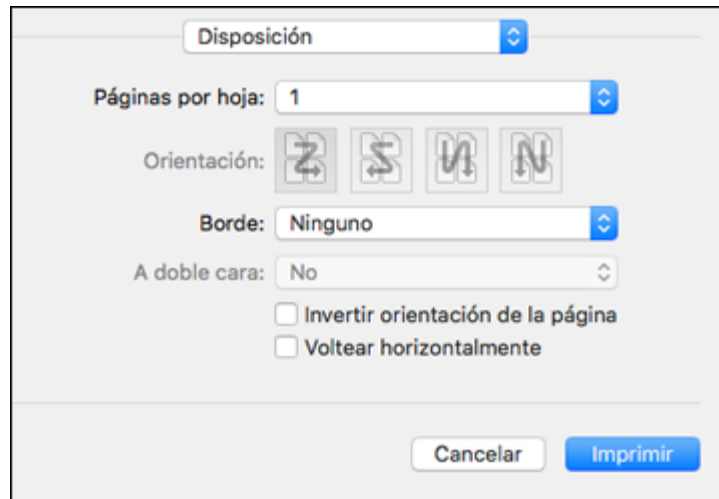 Disposición
Páginas por hoja: 1
Orientación:
Borde: Ninguno
A doble cara: No
Invertir orientación de la página
Voltear horizontalmente
Cancelar Imprimir